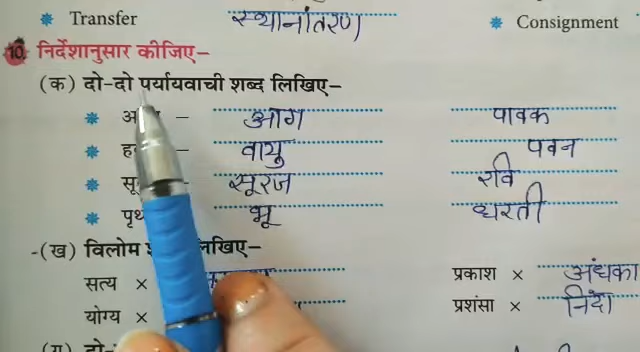 * Transfer स्थानांतरण * Consignment
10. निर्देशानुसार कीजिए–
(क) दो-दो पर्यायवाची शब्द लिखिए–
* – आग पावक
* – वायु पवन
* – सूरज रवि
* – भू धरती
-(ख) विलोम लिखिए–
सत्य × प्रकाश × अंधका
योग्य × प्रशंसा × निंदा